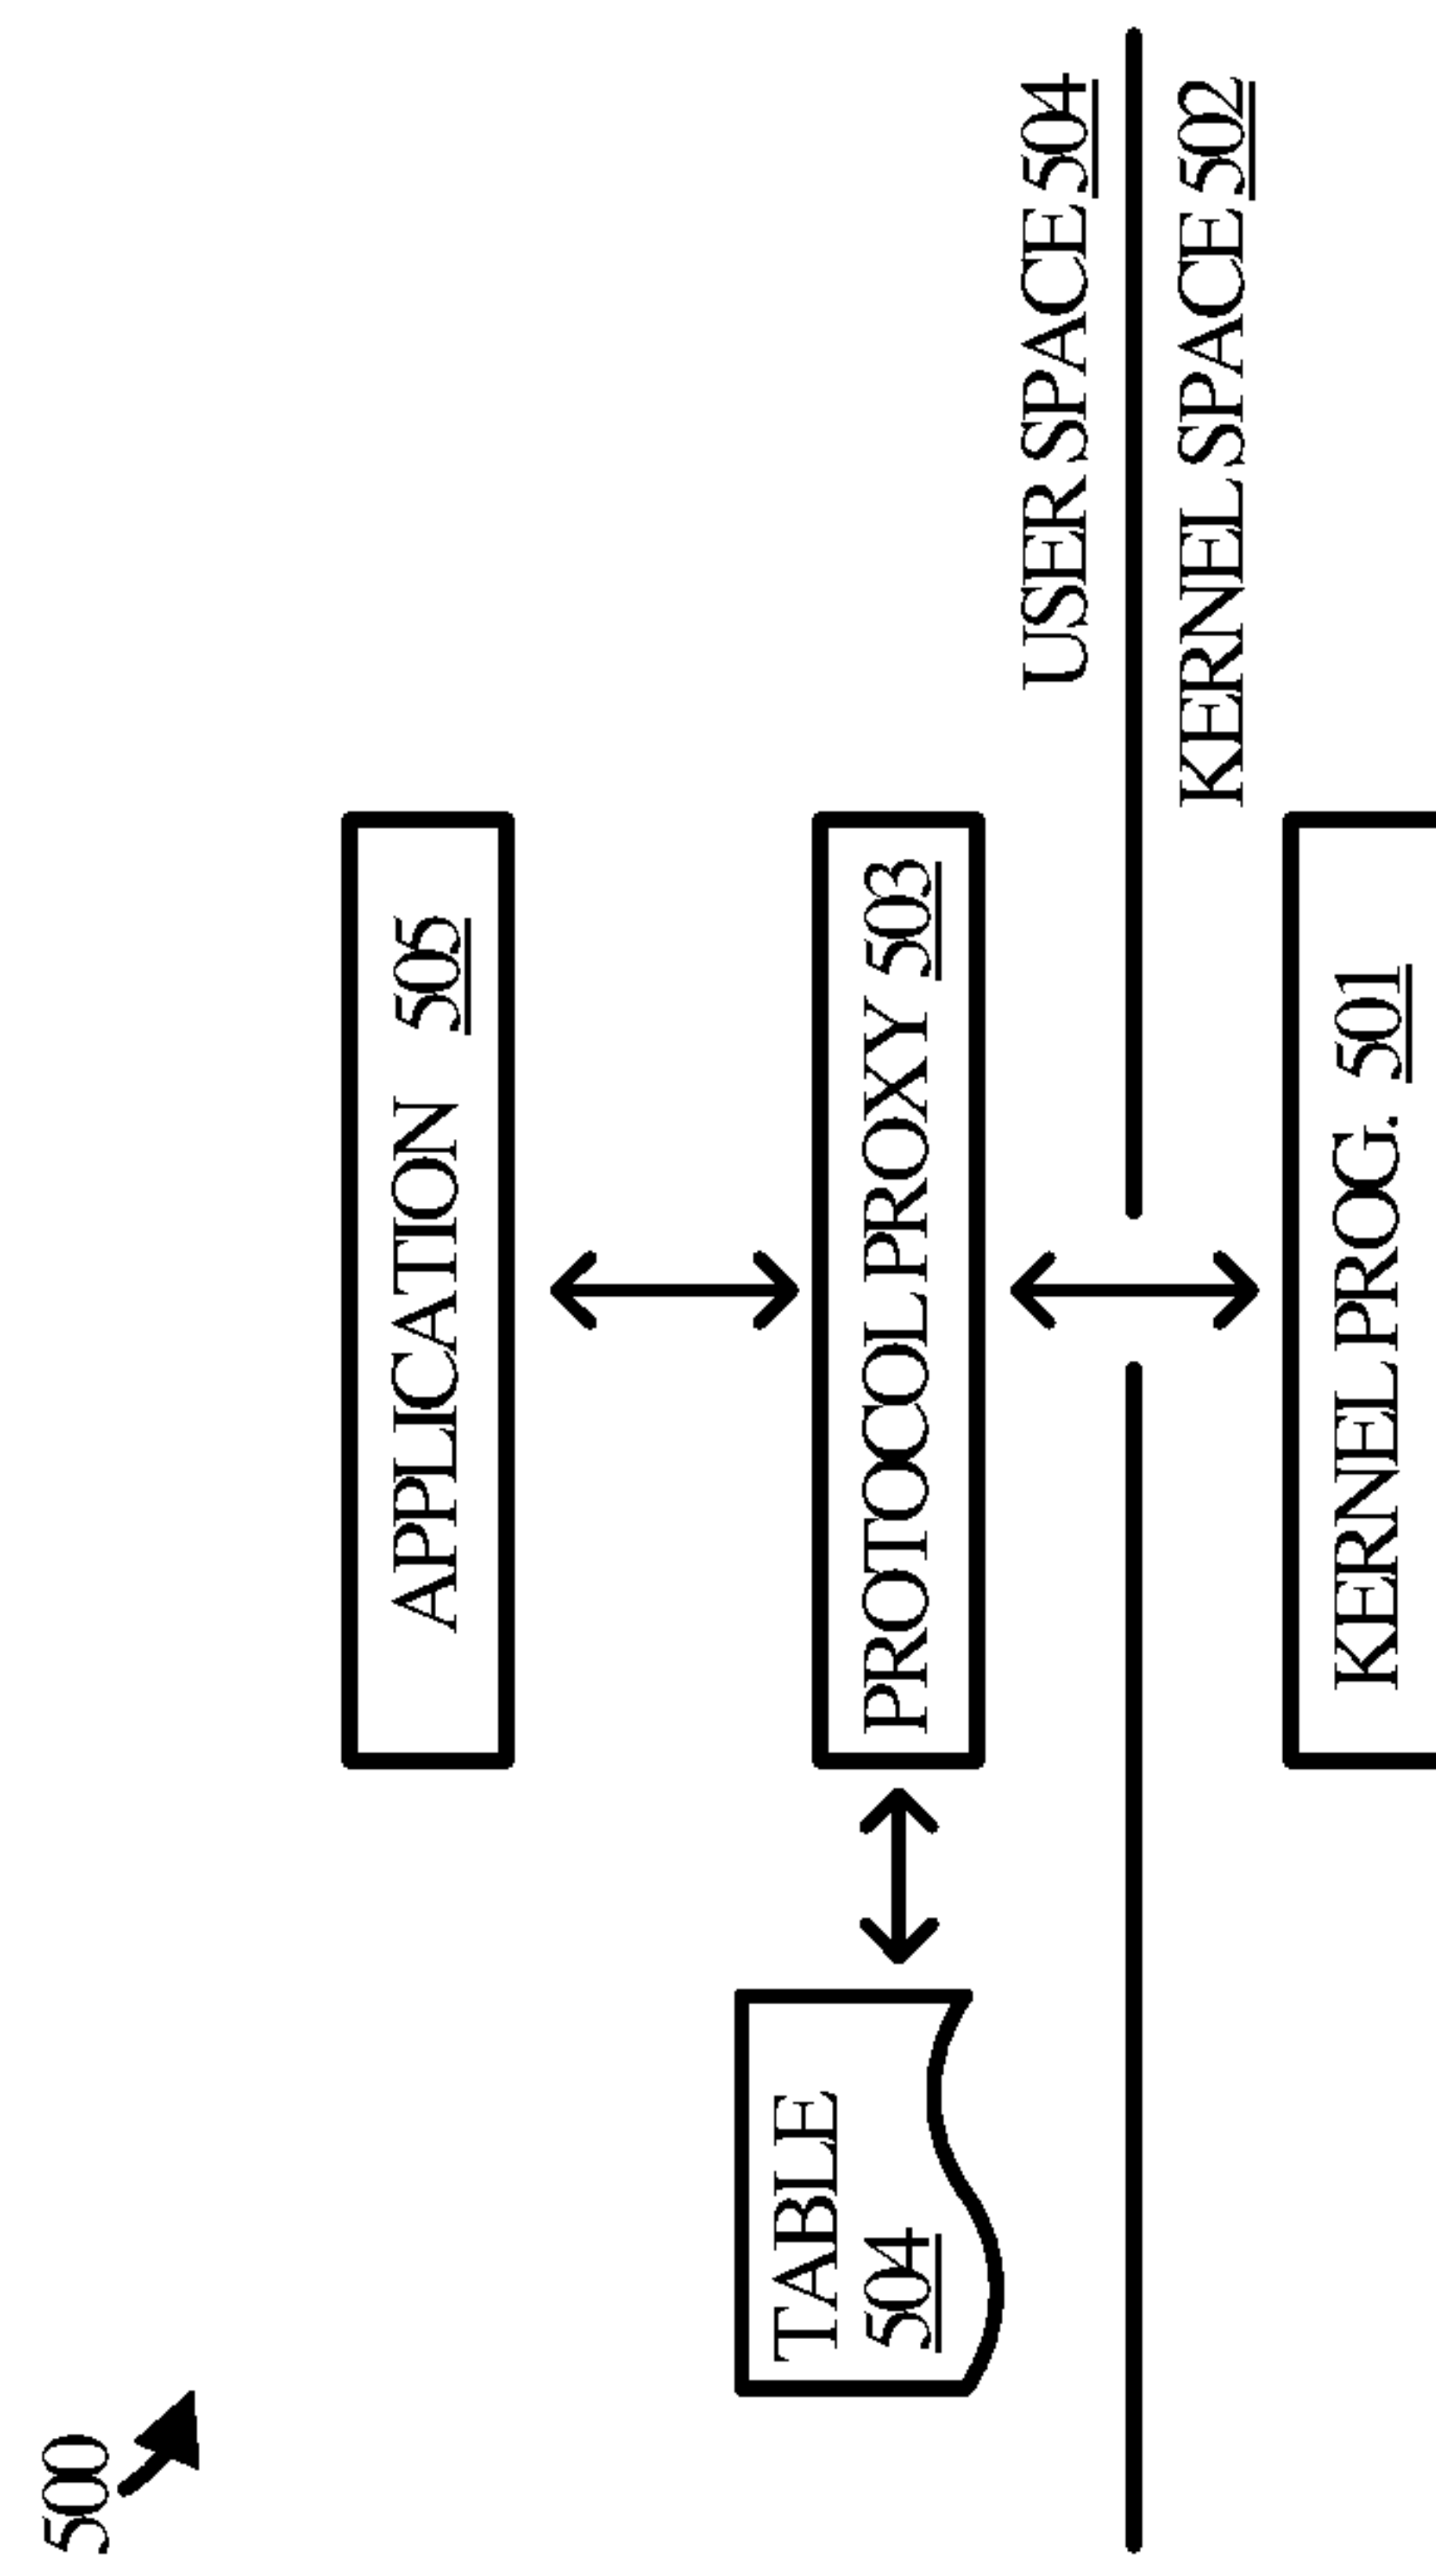 500
APPLICATION 505
TABLE
504
PROTOCOL PROXY 503
USER SPACE 504
KERNEL SPACE 502
KERNEL PROG. 501